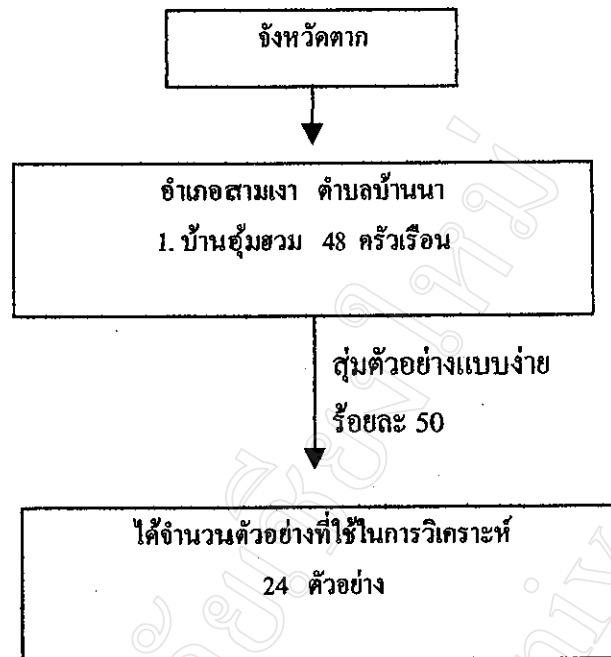 จังหวัดตาก
อำเภอสามเงา ตำบลบ้านนา
1. บ้านอุ้มฮวม 48 ครัวเรือน
สุ่มตัวอย่างแบบง่าย
ร้อยละ 50
ได้จำนวนตัวอย่างที่ใช้ในการวิเคราะห์
24 ตัวอย่าง